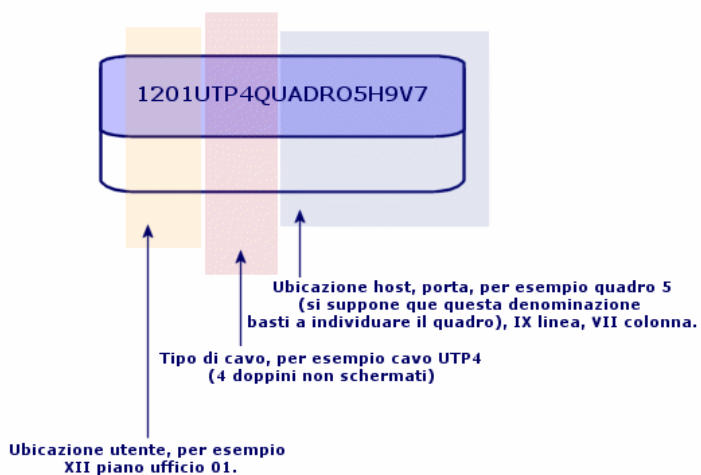 1201UTP4QUADRO5H9V7
Ubicazione host, porta, per esempio quadro 5
(si suppone que questa denominazione
basti a individuare il quadro), IX linea, VII colonna.
Tipo di cavo, per esempio cavo UTP4
(4 doppini non schermati)
Ubicazione utente, per esempio
XII piano ufficio 01.